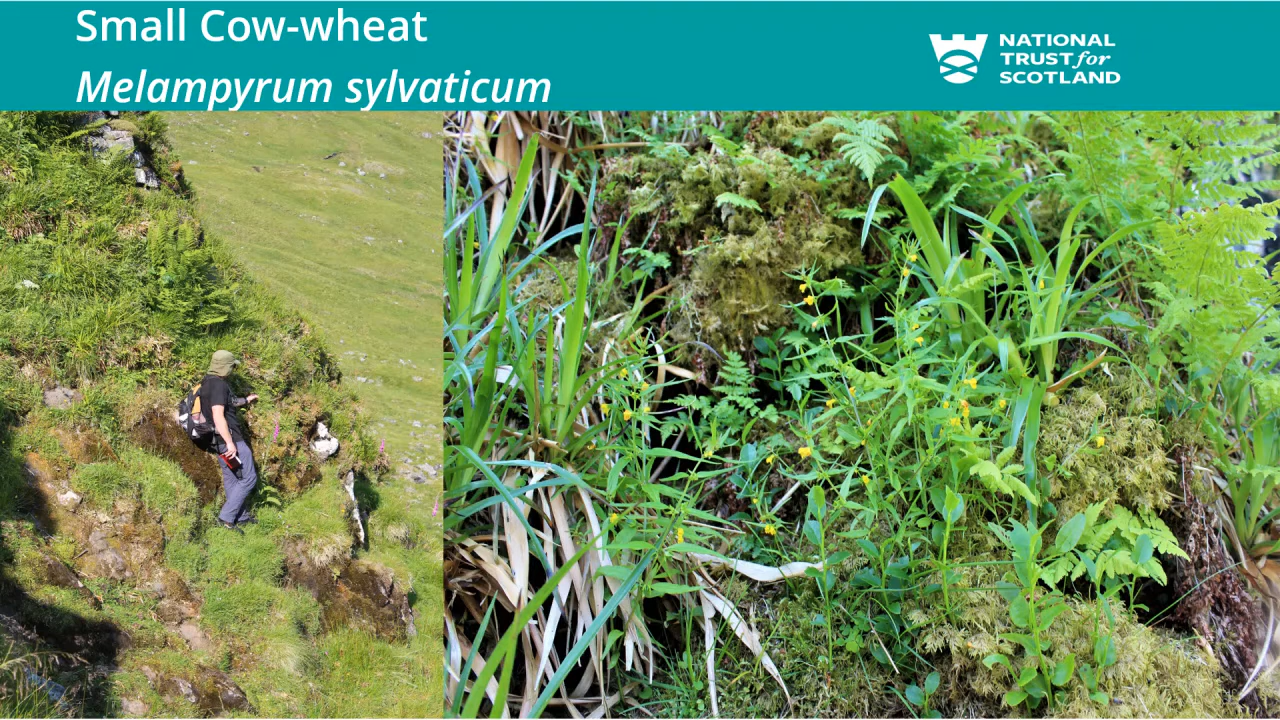 Small Cow-wheat
Melampyrum sylvaticum
NATIONAL
TRUST for
SCOTLAND